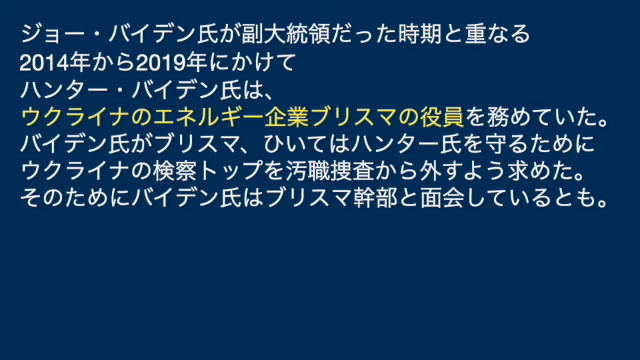 ジョー・バイデン氏が副大統領だった時期と重なる
2014年から2019年にかけて
ハンター・バイデン氏は、
ウクライナのエネルギー企業ブリスマの役員を務めていた。
バイデン氏がブリスマ、ひいてはハンター氏を守るために
ウクライナの検察トップを汚職捜査から外すよう求めた。
そのためにバイデン氏はブリスマ幹部と面会しているとも。